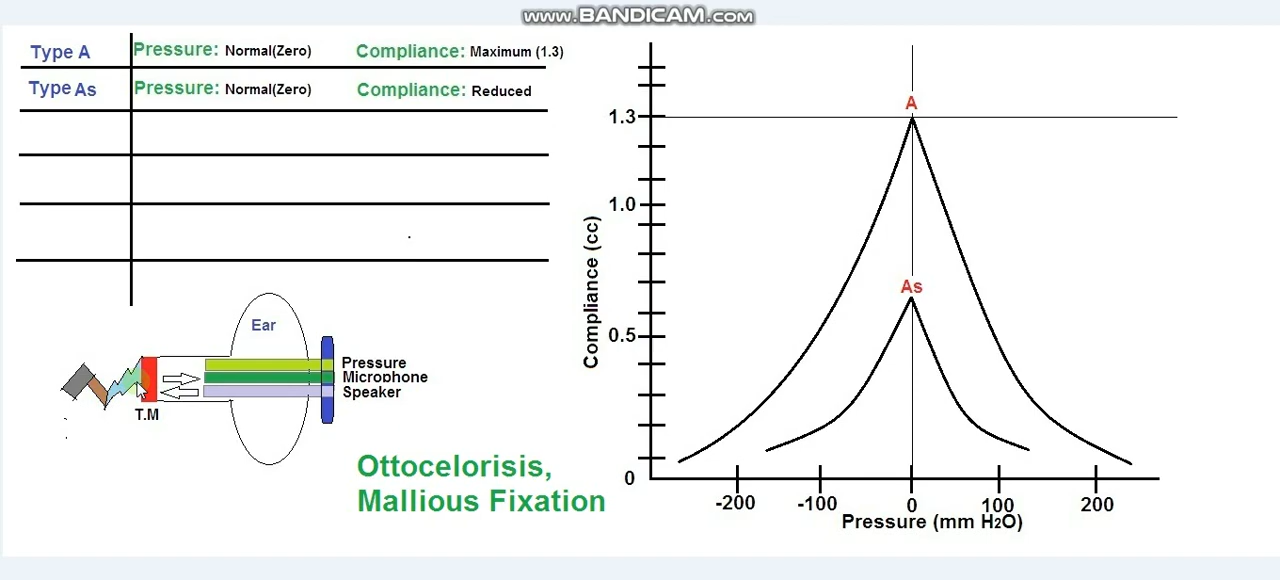 www.BANDICAM.com
Type A Pressure: Normal(Zero) Compliance: Maximum (1.3)
Type As Pressure: Normal(Zero) Compliance: Reduced
Ear
Pressure
Microphone
Speaker
T.M
Ottocelorisis,
Mallious Fixation
Compliance (cc)
A
1.3
1.0
As
0.5
0
-200 -100 0 100 200
Pressure (mm H2O)